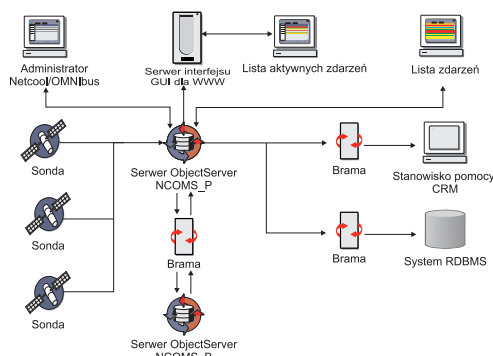 Administrator
Netcool/OMNIbus
Serwer interfejsu
GUI dla WWW
Lista aktywnych zdarzeń
Lista zdarzeń
Sonda
Serwer ObjectServer
NCOMS_P
Brama
Stanowisko pomocy
CRM
Sonda
Brama
Brama
System RDBMS
Sonda
Serwer ObjectServer
NCOMS_P